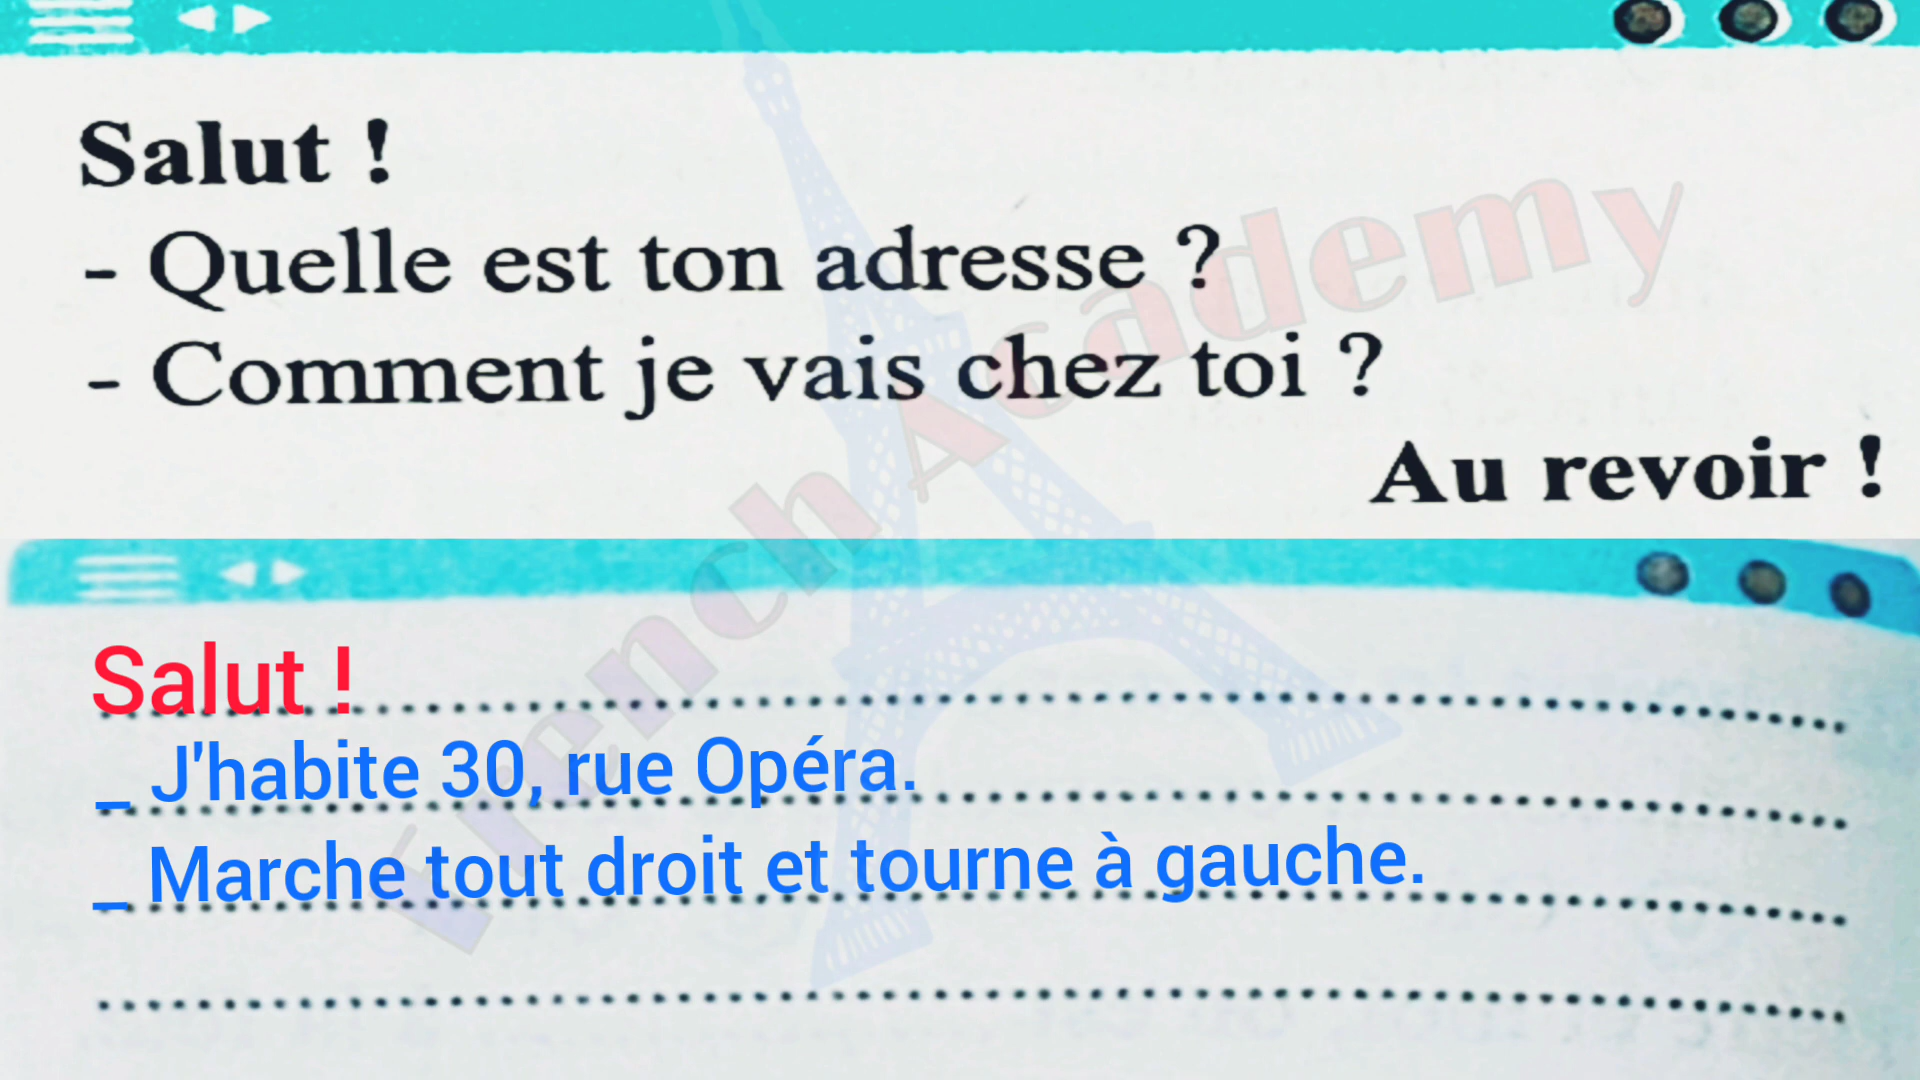 Salut !
- Quelle est ton adresse ?
- Comment je vais chez toi ?
Au revoir !
French Academy
Salut !
_ J'habite 30, rue Opéra.
_ Marche tout droit et tourne à gauche.